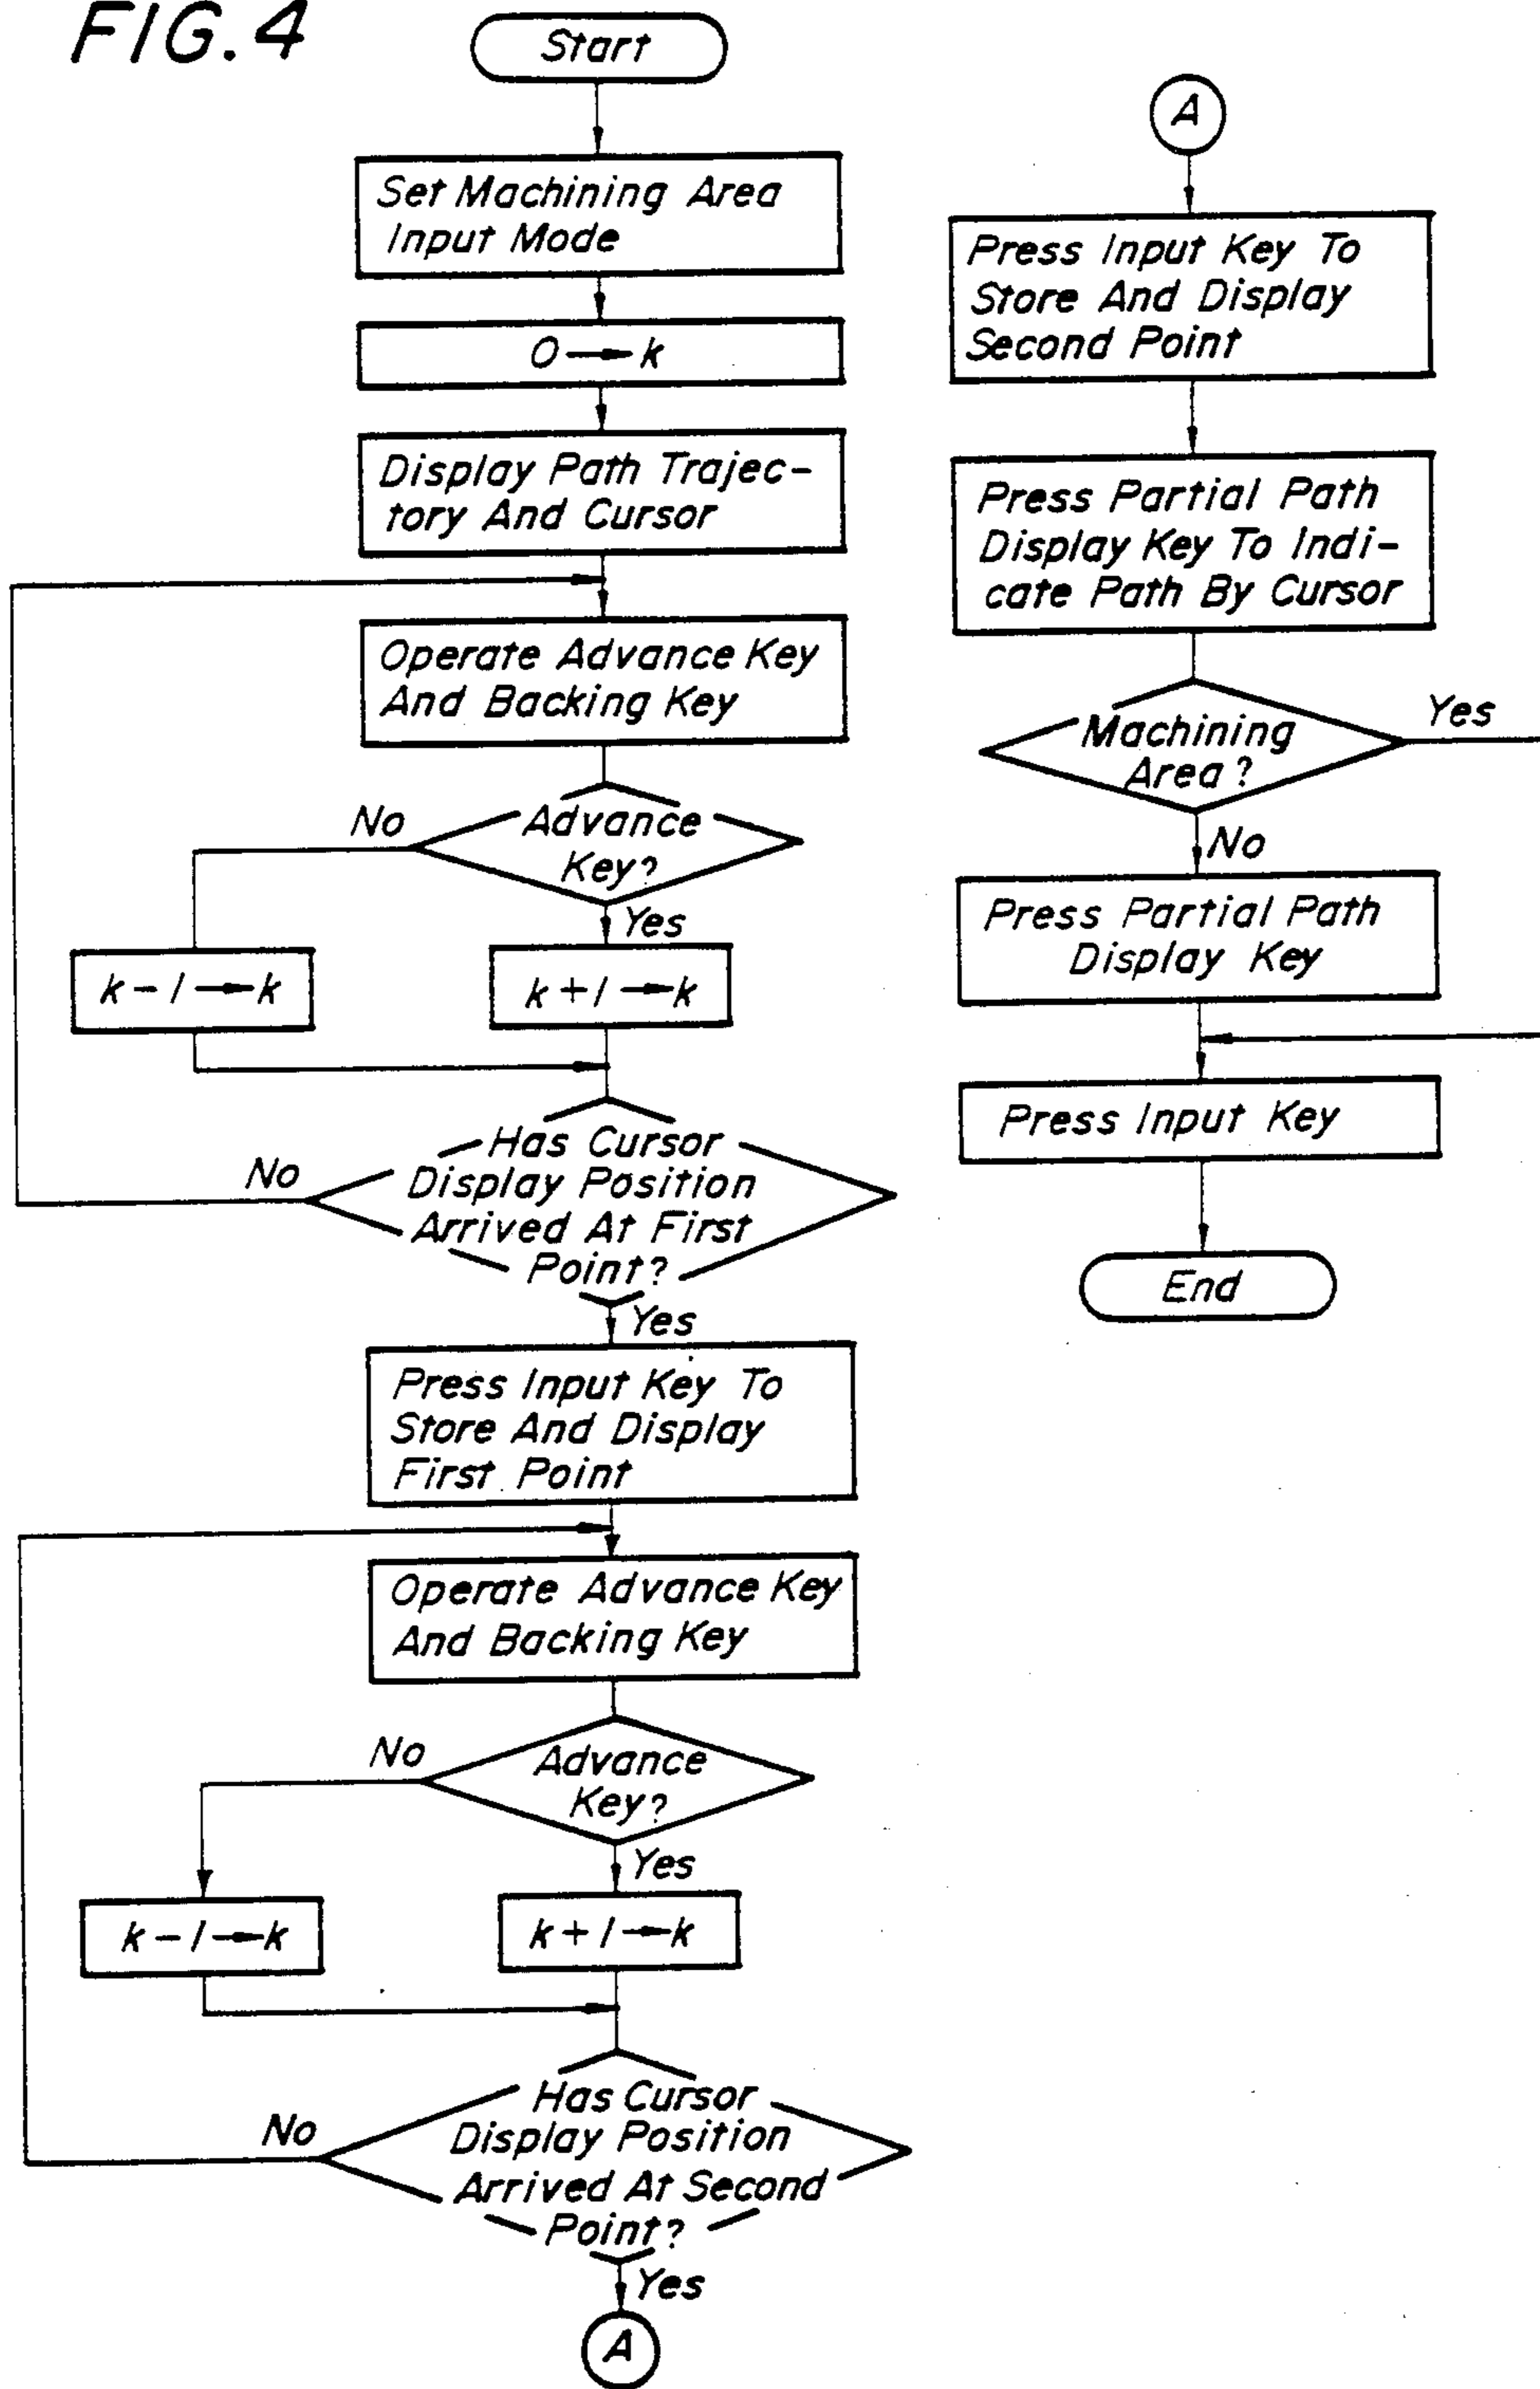 FIG. 4
Start
Set Machining Area
Input Mode
0 → k
Display Path Trajec-
tory And Cursor
Operate Advance Key
And Backing Key
Advance
Key?
No
Yes
k - 1 → k
k + 1 → k
Has Cursor
Display Position
Arrived At First
Point?
No
Yes
Press Input Key To
Store And Display
First Point
Operate Advance Key
And Backing Key
Advance
Key?
No
Yes
k - 1 → k
k + 1 → k
Has Cursor
Display Position
Arrived At Second
Point?
No
Yes
A
A
Press Input Key To
Store And Display
Second Point
Press Partial Path
Display Key To Indi-
cate Path By Cursor
Machining
Area?
Yes
No
Press Partial Path
Display Key
Press Input Key
End